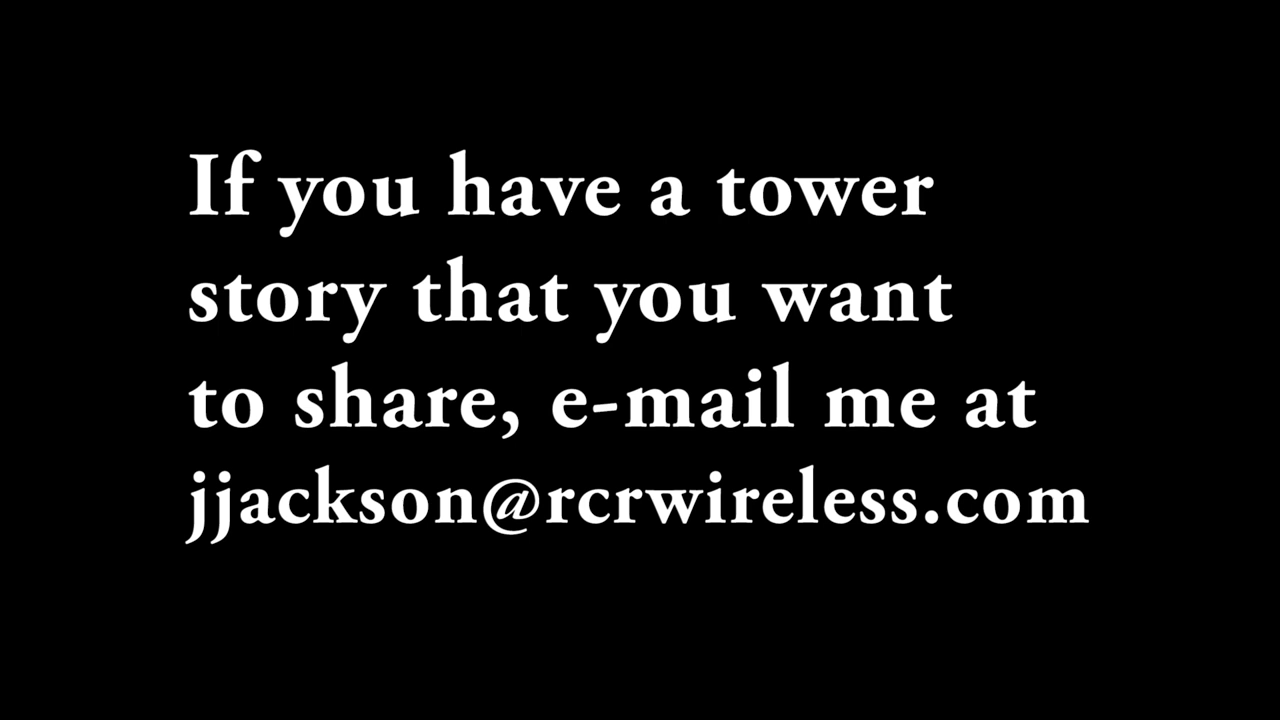 If you have a tower
story that you want
to share, e-mail me at
jjackson@rcrwireless.com